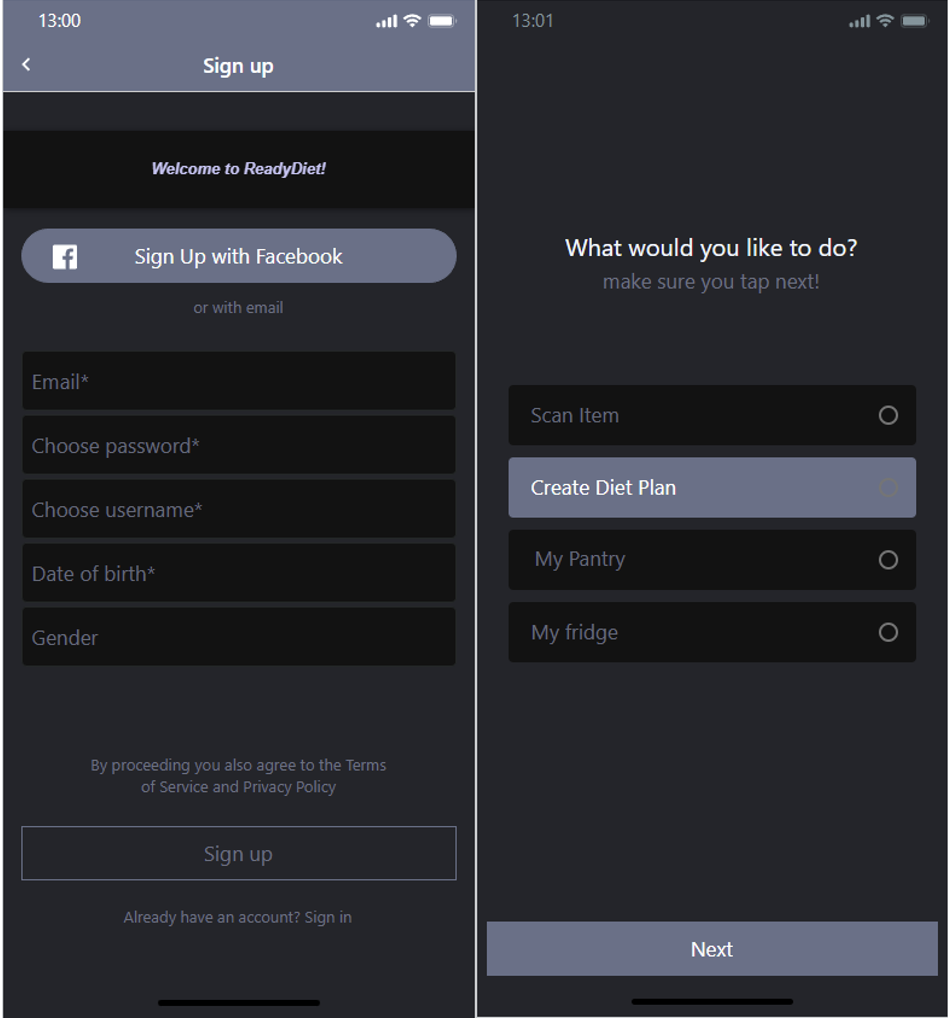 13:00
Sign up
Welcome to ReadyDiet!
Sign Up with Facebook
or with email
Email*
Choose password*
Choose username*
Date of birth*
Gender
By proceeding you also agree to the Terms
of Service and Privacy Policy
Sign up
Already have an account? Sign in
13:01
What would you like to do?
make sure you tap next!
Scan Item
Create Diet Plan
My Pantry
My fridge
Next